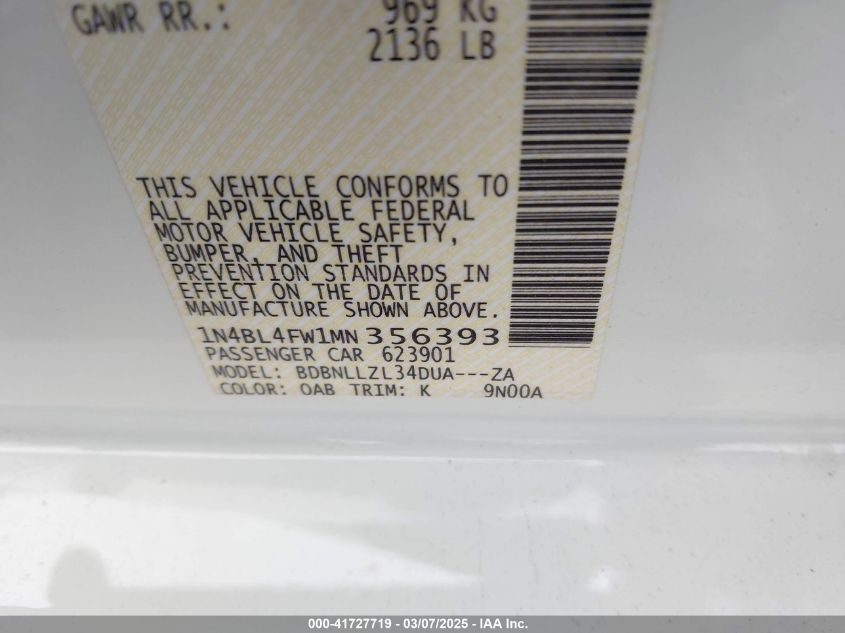 GAWR RR.: 969 KG
2136 LB
THIS VEHICLE CONFORMS TO
ALL APPLICABLE FEDERAL
MOTOR VEHICLE SAFETY,
BUMPER, AND THEFT
PREVENTION STANDARDS IN
EFFECT ON THE DATE OF
MANUFACTURE SHOWN ABOVE.
1N4BL4FW1MN356393
PASSENGER CAR 623901
MODEL: BDBNLLZL34DUA---ZA
COLOR: OAB TRIM: K 9N00A
000-41727719 - 03/07/2025 - IAA Inc.